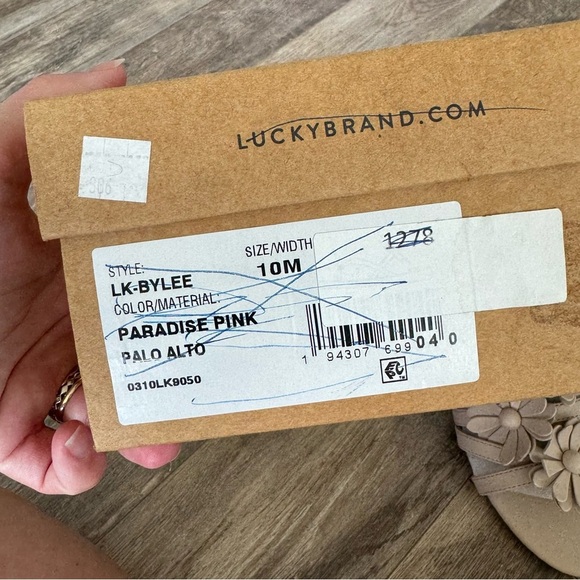 LUCKYBRAND.COM
STYLE:
LK-BYLEE
SIZE/WIDTH
10M
1278
COLOR/MATERIAL:
PARADISE PINK
PALO ALTO
0310LK9050
1 94307 69904 0